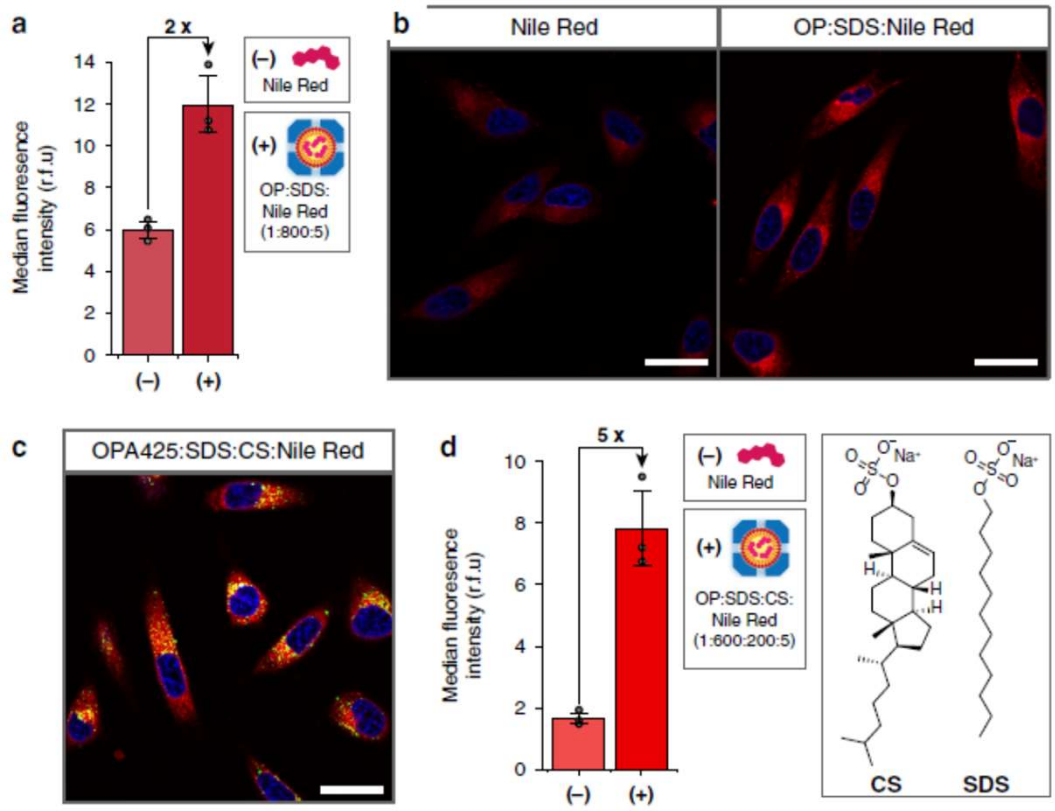 a
2 x
14
12
10
8
6
4
2
0
Median fluoresence
intensity (r.f.u)
(–)
(+)
(–)
Nile Red
(+)
OP:SDS:
Nile Red
(1:800:5)
b
Nile Red
OP:SDS:Nile Red
c
OPA425:SDS:CS:Nile Red
d
5 x
10
8
6
4
2
0
Median fluoresence
intensity (r.f.u)
(–)
(+)
(–)
Nile Red
(+)
OP:SDS:CS:
Nile Red
(1:600:200:5)
O O⁻ Na⁺
S
O O
H
H
H
CS
O O⁻ Na⁺
S
O O
SDS